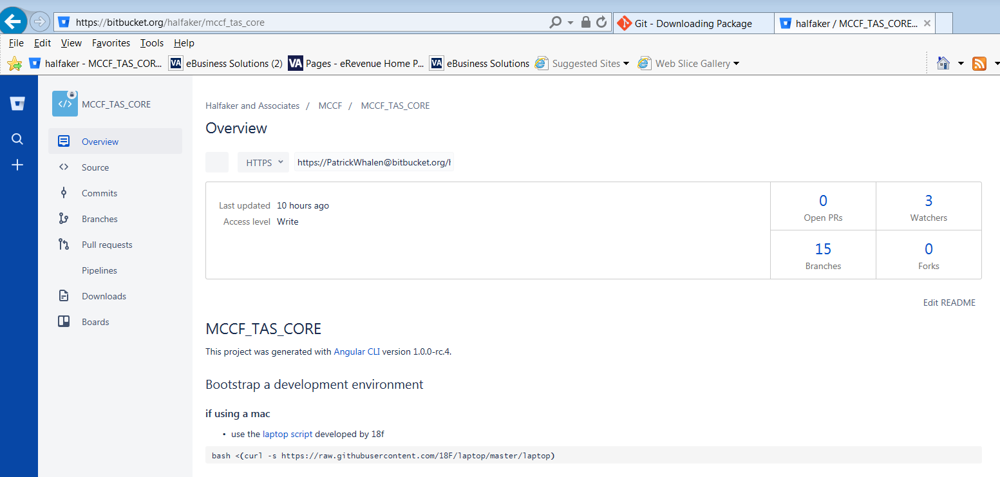 https://bitbucket.org/halfaker/mccf_tas_core
Git - Downloading Package
halfaker / MCCF_TAS_CORE...
File Edit View Favorites Tools Help
halfaker - MCCF_TAS_COR...
VA eBusiness Solutions (2)
VA Pages - eRevenue Home P...
VA eBusiness Solutions
Suggested Sites
Web Slice Gallery
</> MCCF_TAS_CORE
Overview
Source
Commits
Branches
Pull requests
Pipelines
Downloads
Boards
Halfaker and Associates / MCCF / MCCF_TAS_CORE
Overview
HTTPS https://PatrickWhalen@bitbucket.org/h
Last updated 10 hours ago
Access level Write
0
Open PRs
3
Watchers
15
Branches
0
Forks
Edit README
MCCF_TAS_CORE
This project was generated with Angular CLI version 1.0.0-rc.4.
Bootstrap a development environment
if using a mac
• use the laptop script developed by 18f
bash <(curl -s https://raw.githubusercontent.com/18F/laptop/master/laptop)